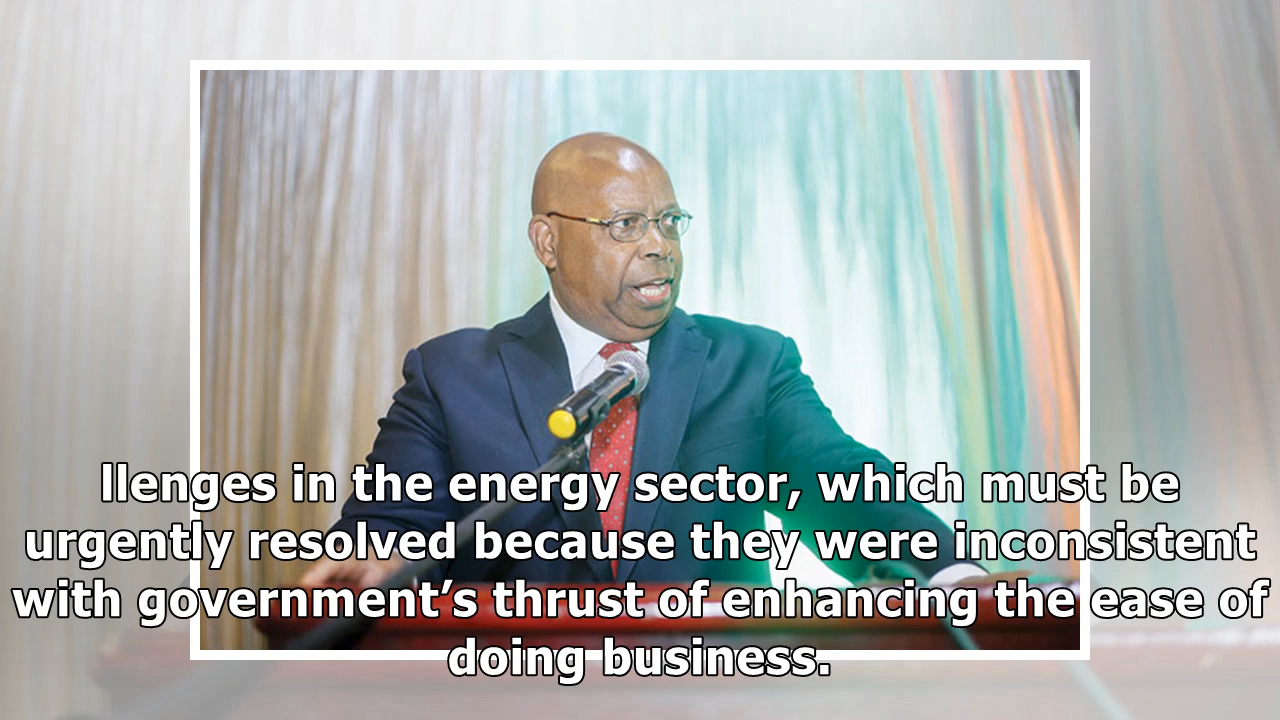 llenges in the energy sector, which must be
urgently resolved because they were inconsistent
with government’s thrust of enhancing the ease of
doing business.